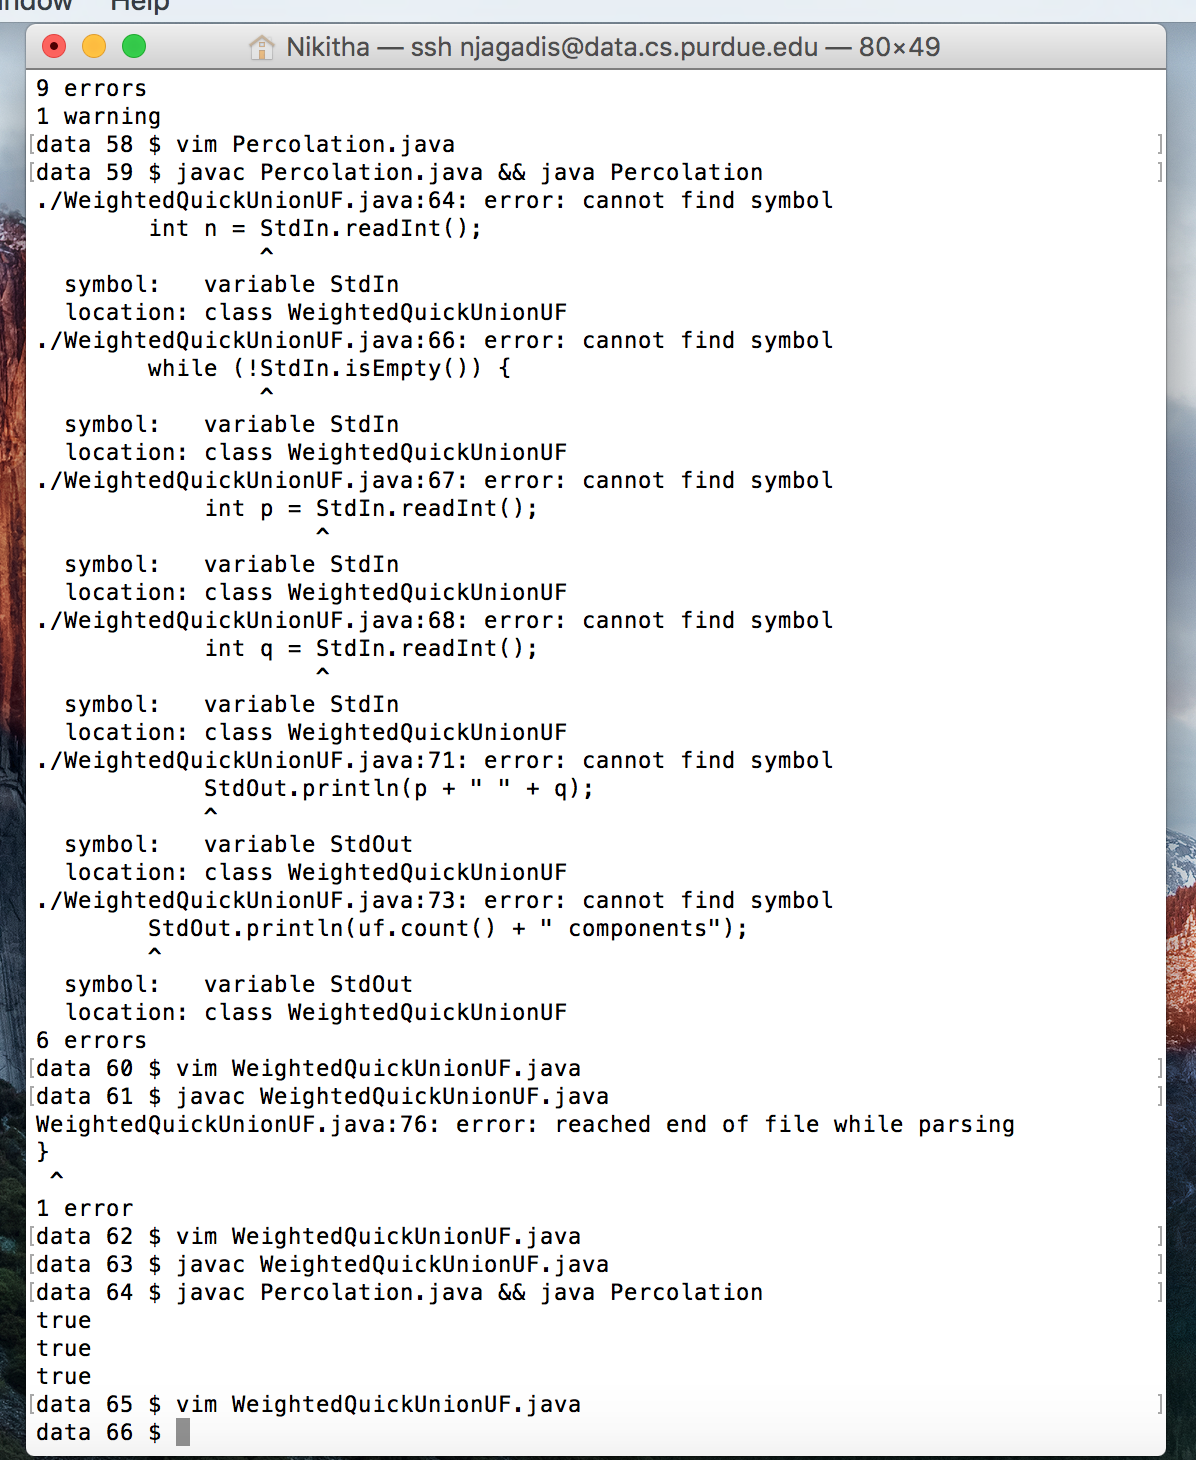 Help
Nikitha — ssh njagadis@data.cs.purdue.edu — 80×49
9 errors
1 warning
[data 58 $ vim Percolation.java ]
[data 59 $ javac Percolation.java && java Percolation ]
./WeightedQuickUnionUF.java:64: error: cannot find symbol
        int n = StdIn.readInt();
                ^
  symbol:   variable StdIn
  location: class WeightedQuickUnionUF
./WeightedQuickUnionUF.java:66: error: cannot find symbol
        while (!StdIn.isEmpty()) {
                ^
  symbol:   variable StdIn
  location: class WeightedQuickUnionUF
./WeightedQuickUnionUF.java:67: error: cannot find symbol
            int p = StdIn.readInt();
                    ^
  symbol:   variable StdIn
  location: class WeightedQuickUnionUF
./WeightedQuickUnionUF.java:68: error: cannot find symbol
            int q = StdIn.readInt();
                    ^
  symbol:   variable StdIn
  location: class WeightedQuickUnionUF
./WeightedQuickUnionUF.java:71: error: cannot find symbol
            StdOut.println(p + " " + q);
            ^
  symbol:   variable StdOut
  location: class WeightedQuickUnionUF
./WeightedQuickUnionUF.java:73: error: cannot find symbol
        StdOut.println(uf.count() + " components");
        ^
  symbol:   variable StdOut
  location: class WeightedQuickUnionUF
6 errors
[data 60 $ vim WeightedQuickUnionUF.java ]
[data 61 $ javac WeightedQuickUnionUF.java ]
WeightedQuickUnionUF.java:76: error: reached end of file while parsing
}
 ^
1 error
[data 62 $ vim WeightedQuickUnionUF.java ]
[data 63 $ javac WeightedQuickUnionUF.java ]
[data 64 $ javac Percolation.java && java Percolation ]
true
true
true
[data 65 $ vim WeightedQuickUnionUF.java ]
data 66 $